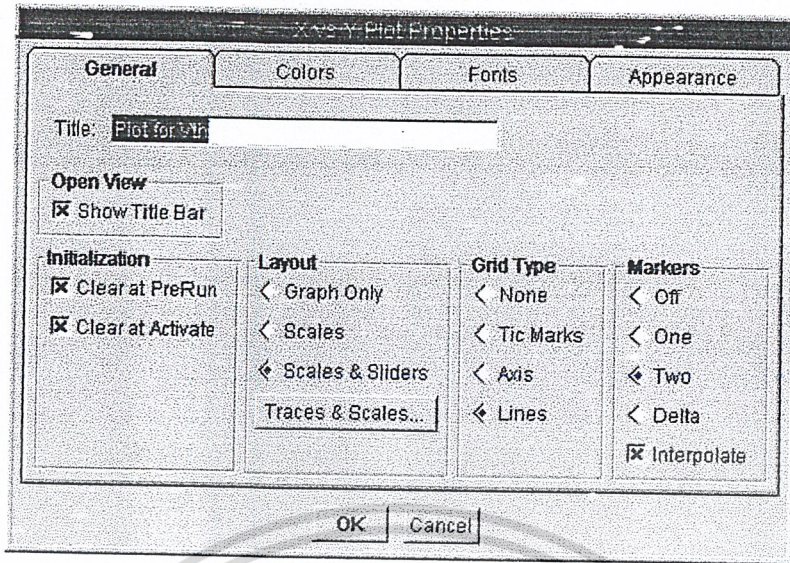 X vs Y Plot Properties
General Colors Fonts Appearance
Title: Plot for
Open View
Show Title Bar
Initialization
Clear at PreRun
Clear at Activate
Layout
Graph Only
Scales
Scales & Sliders
Traces & Scales...
Grid Type
None
Tic Marks
Axis
Lines
Markers
Off
One
Two
Delta
Interpolate
OK Cancel